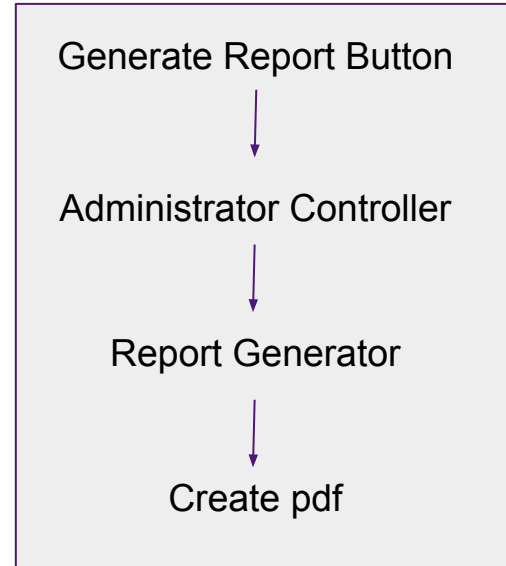 Generate Report Button
Administrator Controller
Report Generator
Create pdf